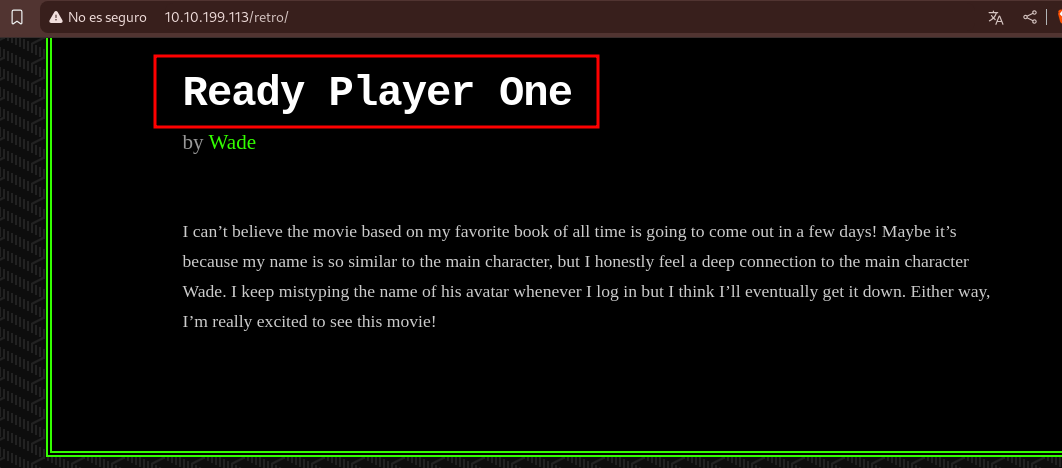 No es seguro 10.10.199.113/retro/
Ready Player One
by Wade
I can’t believe the movie based on my favorite book of all time is going to come out in a few days! Maybe it’s
because my name is so similar to the main character, but I honestly feel a deep connection to the main character
Wade. I keep mistyping the name of his avatar whenever I log in but I think I’ll eventually get it down. Either way,
I’m really excited to see this movie!